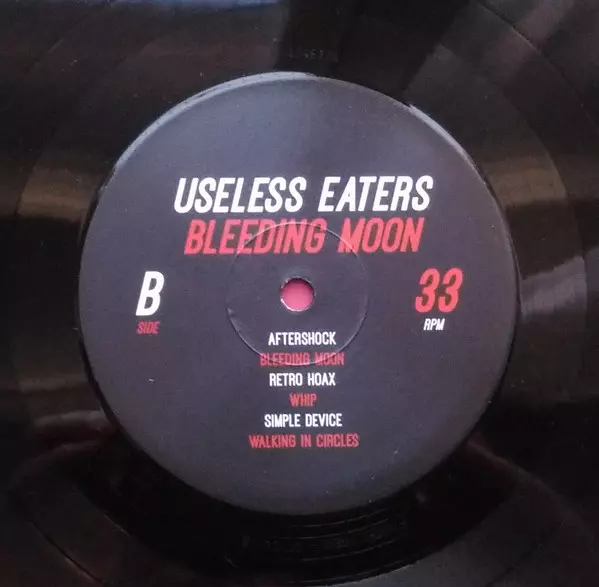 USELESS EATERS
BLEEDING MOON
B
SIDE
33
RPM
AFTERSHOCK
BLEEDING MOON
RETRO HOAX
WHIP
SIMPLE DEVICE
WALKING IN CIRCLES